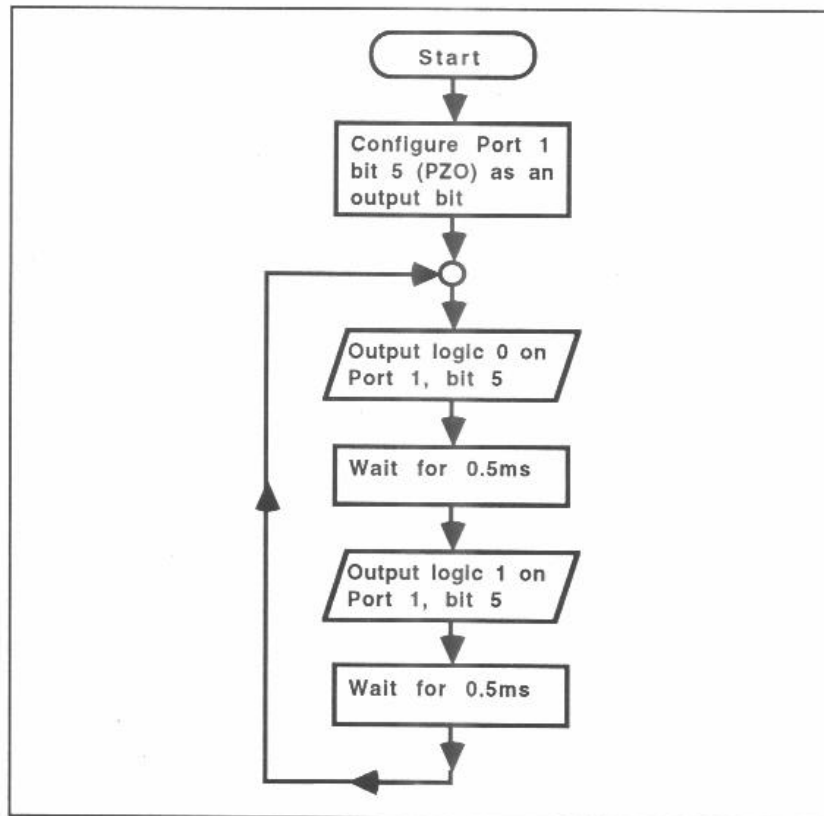 Start
Configure Port 1
bit 5 (PZO) as an
output bit
Output logic 0 on
Port 1, bit 5
Wait for 0.5ms
Output logic 1 on
Port 1, bit 5
Wait for 0.5ms